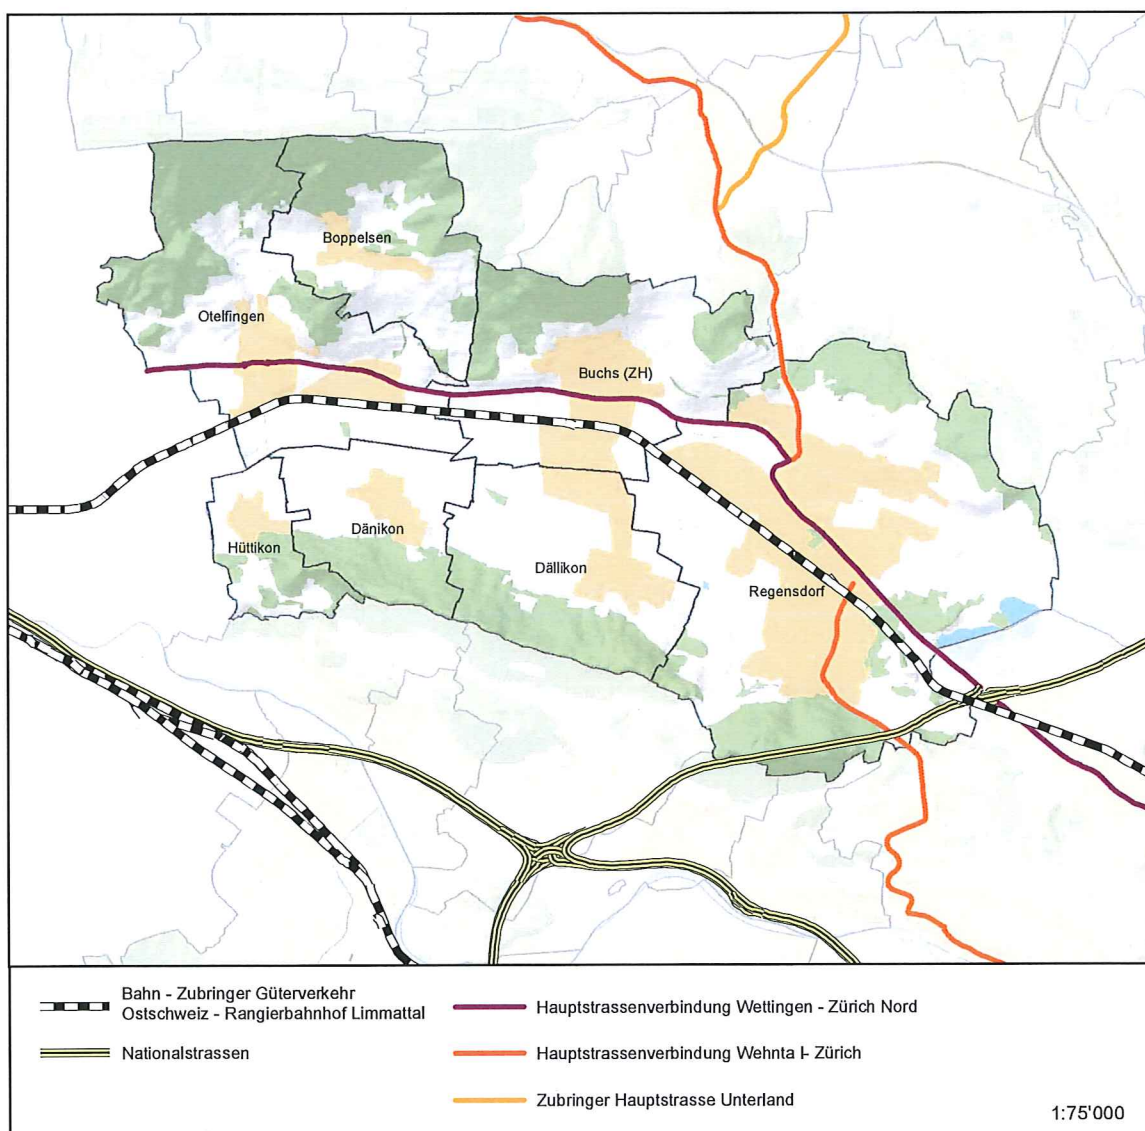 Boppelsen
Otelfingen
Buchs (ZH)
Dänikon
Hüttikon
Dällikon
Regensdorf
Bahn - Zubringer Güterverkehr
Ostschweiz - Rangierbahnhof Limmattal
Hauptstrassenverbindung Wettingen - Zürich Nord
Nationalstrassen
Hauptstrassenverbindung Wehnta l- Zürich
Zubringer Hauptstrasse Unterland
1:75'000